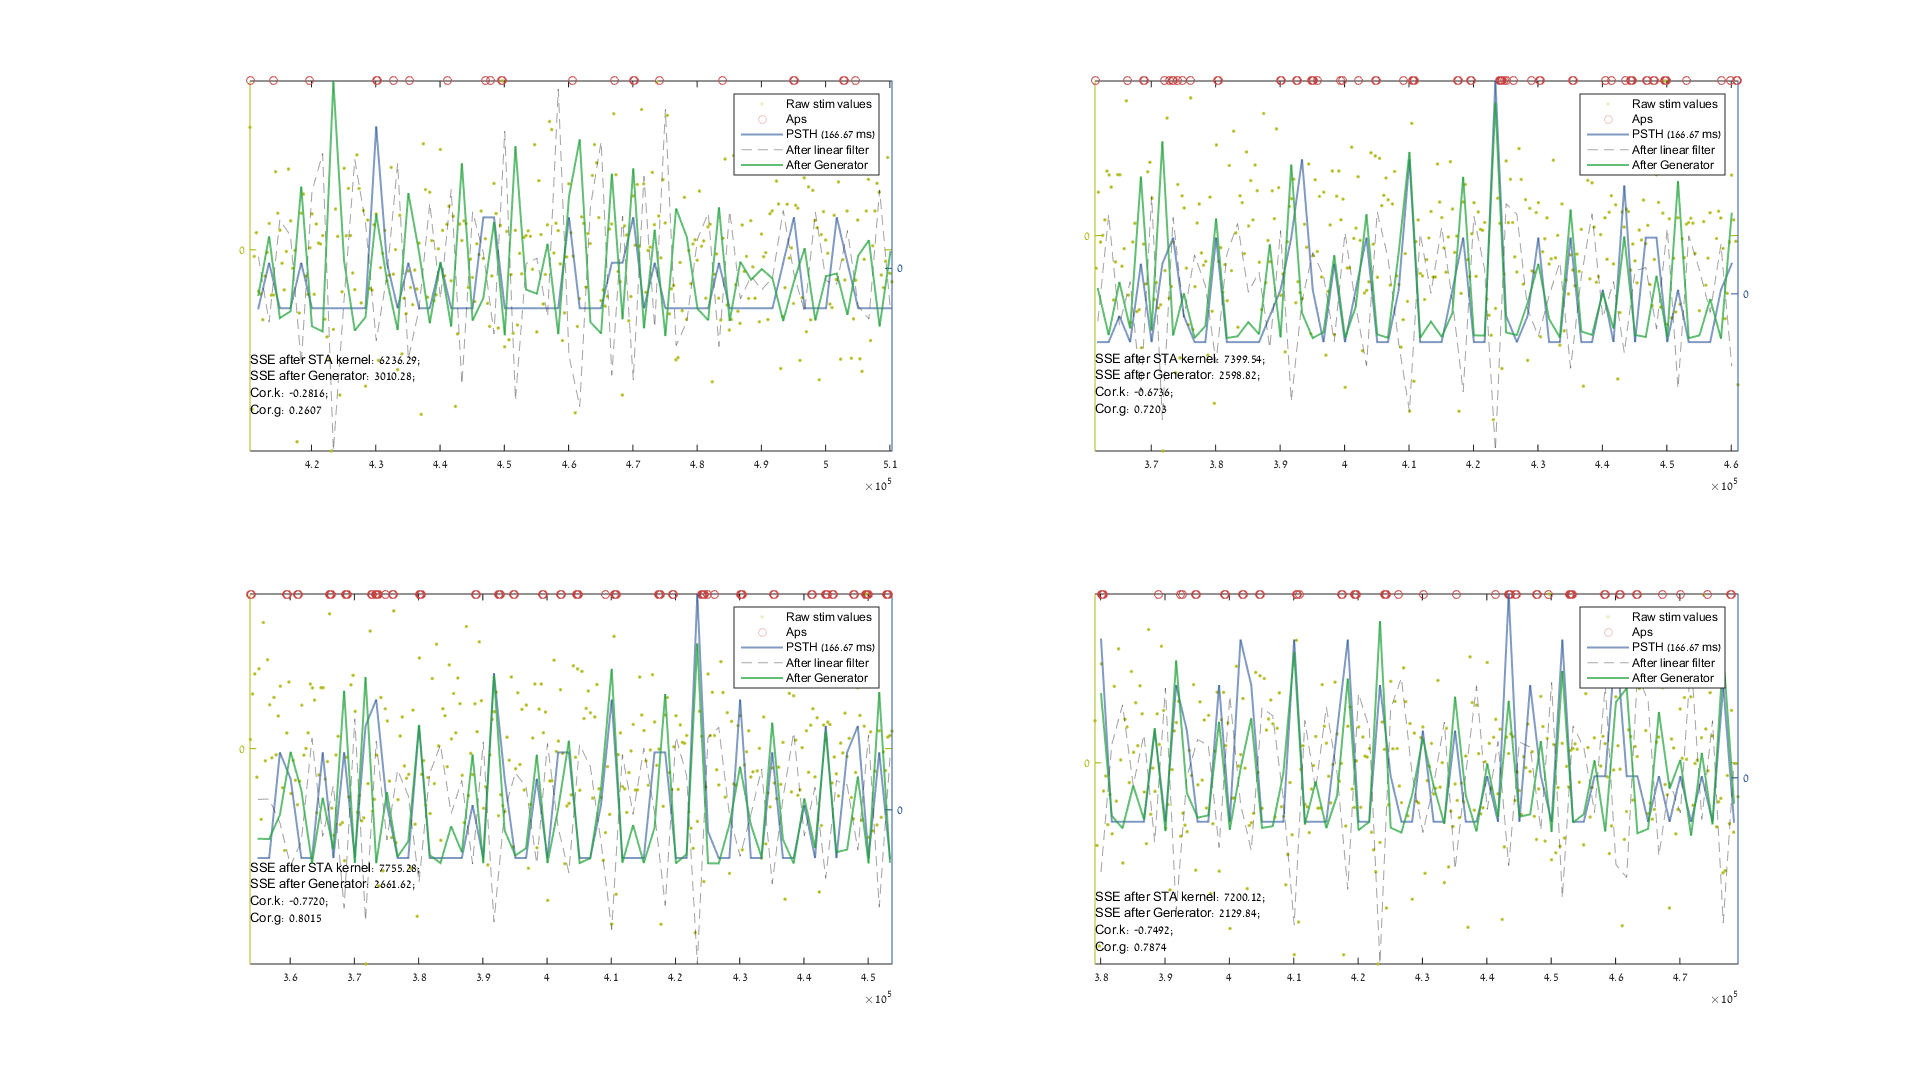 Raw stim values
Aps
PSTH (166.67 ms)
After linear filter
After Generator
0
0
SSE after STA kernel: 6236.29;
SSE after Generator: 3010.28;
Cor.k: -0.2816;
Cor.g: 0.2607
4.2 4.3 4.4 4.5 4.6 4.7 4.8 4.9 5 5.1
×10^5
Raw stim values
Aps
PSTH (166.67 ms)
After linear filter
After Generator
0
0
SSE after STA kernel: 7399.54;
SSE after Generator: 2598.82;
Cor.k: -0.6736;
Cor.g: 0.7203
3.7 3.8 3.9 4 4.1 4.2 4.3 4.4 4.5 4.6
×10^5
Raw stim values
Aps
PSTH (166.67 ms)
After linear filter
After Generator
0
0
SSE after STA kernel: 7755.28;
SSE after Generator: 2661.62;
Cor.k: -0.7720;
Cor.g: 0.8015
3.6 3.7 3.8 3.9 4 4.1 4.2 4.3 4.4 4.5
×10^5
Raw stim values
Aps
PSTH (166.67 ms)
After linear filter
After Generator
0
0
SSE after STA kernel: 7200.12;
SSE after Generator: 2129.84;
Cor.k: -0.7492;
Cor.g: 0.7874
3.8 3.9 4 4.1 4.2 4.3 4.4 4.5 4.6 4.7
×10^5